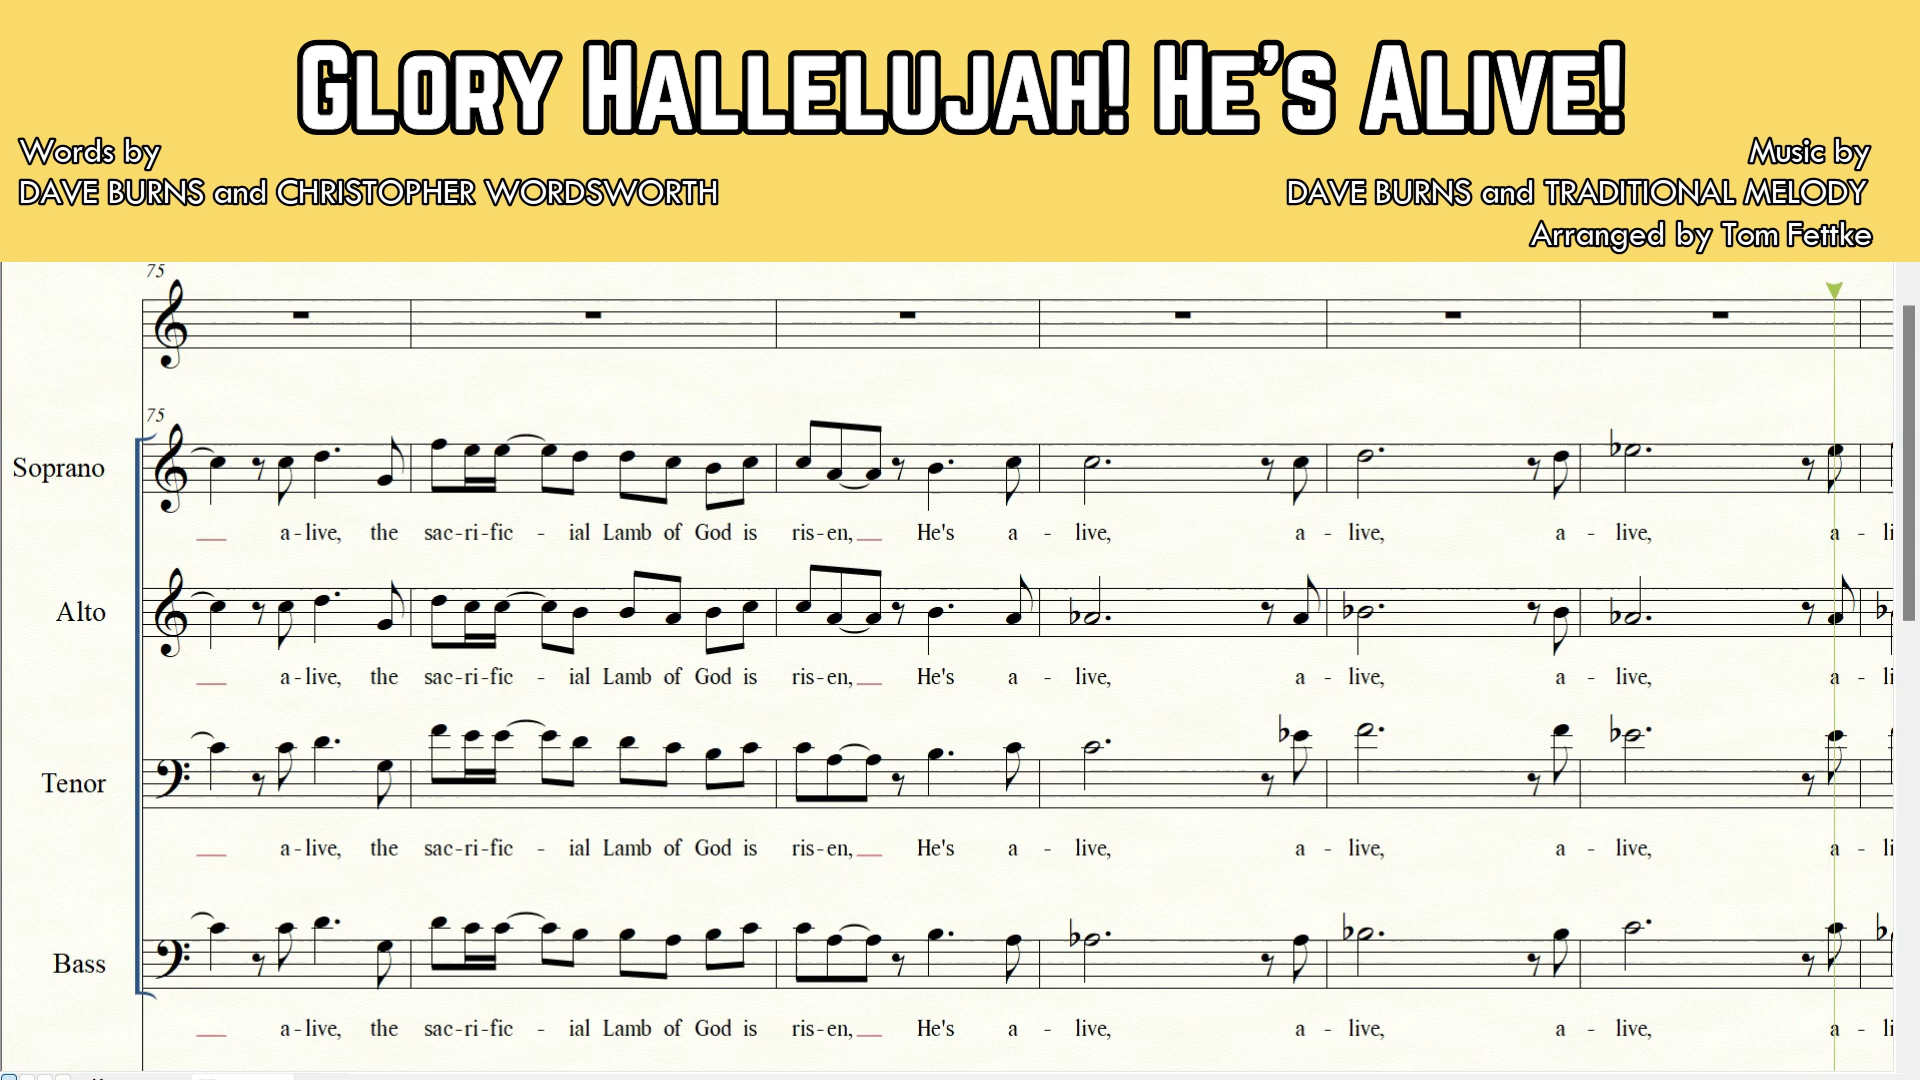 GLORY HALLELUJAH! HE'S ALIVE!
Words by
DAVE BURNS and CHRISTOPHER WORDSWORTH
Music by
DAVE BURNS and TRADITIONAL MELODY
Arranged by Tom Fettke
75
75
Soprano
a - live, the sac - ri - fic - ial Lamb of God is ris - en, He's a - live, a - live, a - live, a - li
Alto
a - live, the sac - ri - fic - ial Lamb of God is ris - en, He's a - live, a - live, a - live, a - li
Tenor
a - live, the sac - ri - fic - ial Lamb of God is ris - en, He's a - live, a - live, a - live, a - li
Bass
a - live, the sac - ri - fic - ial Lamb of God is ris - en, He's a - live, a - live, a - live, a - li